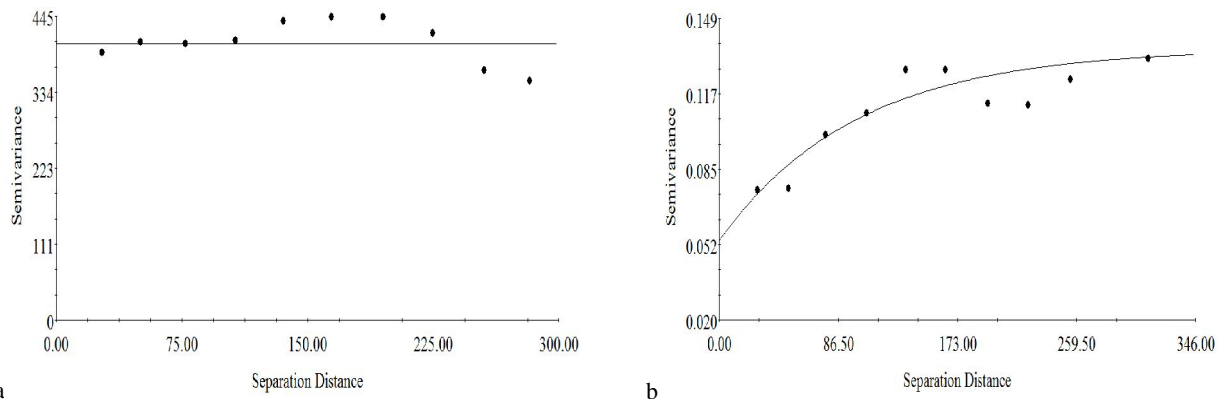 445
334
223
111
0
Semivariance
0.00 75.00 150.00 225.00 300.00
Separation Distance
a
0.149
0.117
0.085
0.052
0.020
Semivariance
0.00 86.50 173.00 259.50 346.00
Separation Distance
b